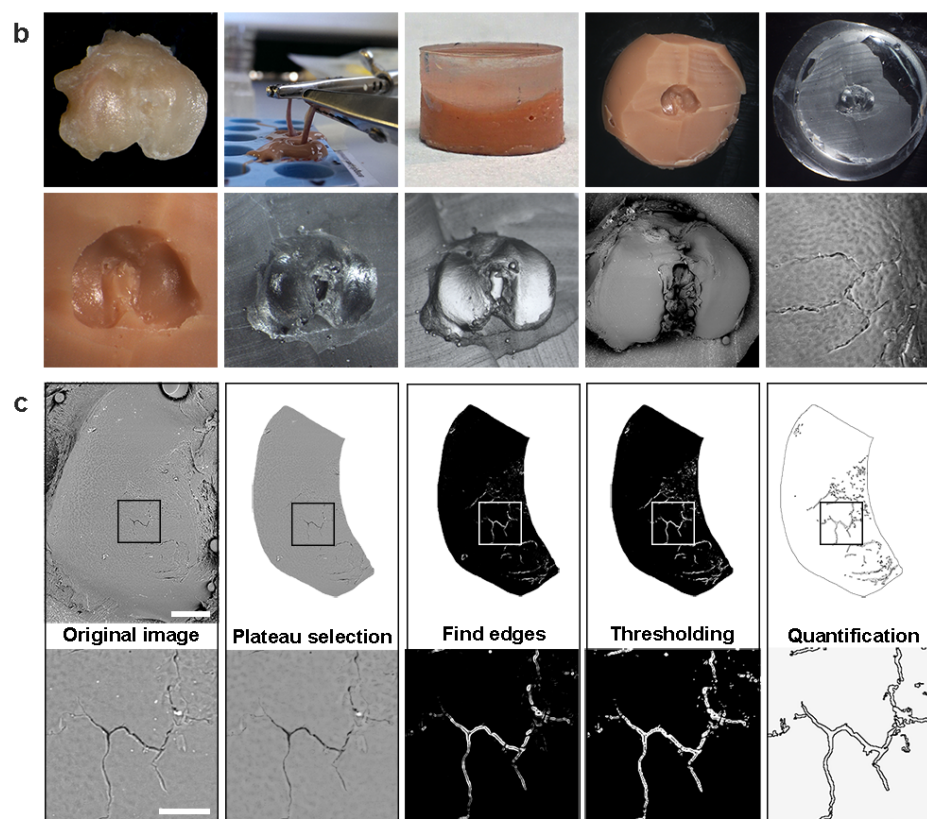 b
c
Original image
Plateau selection
Find edges
Thresholding
Quantification